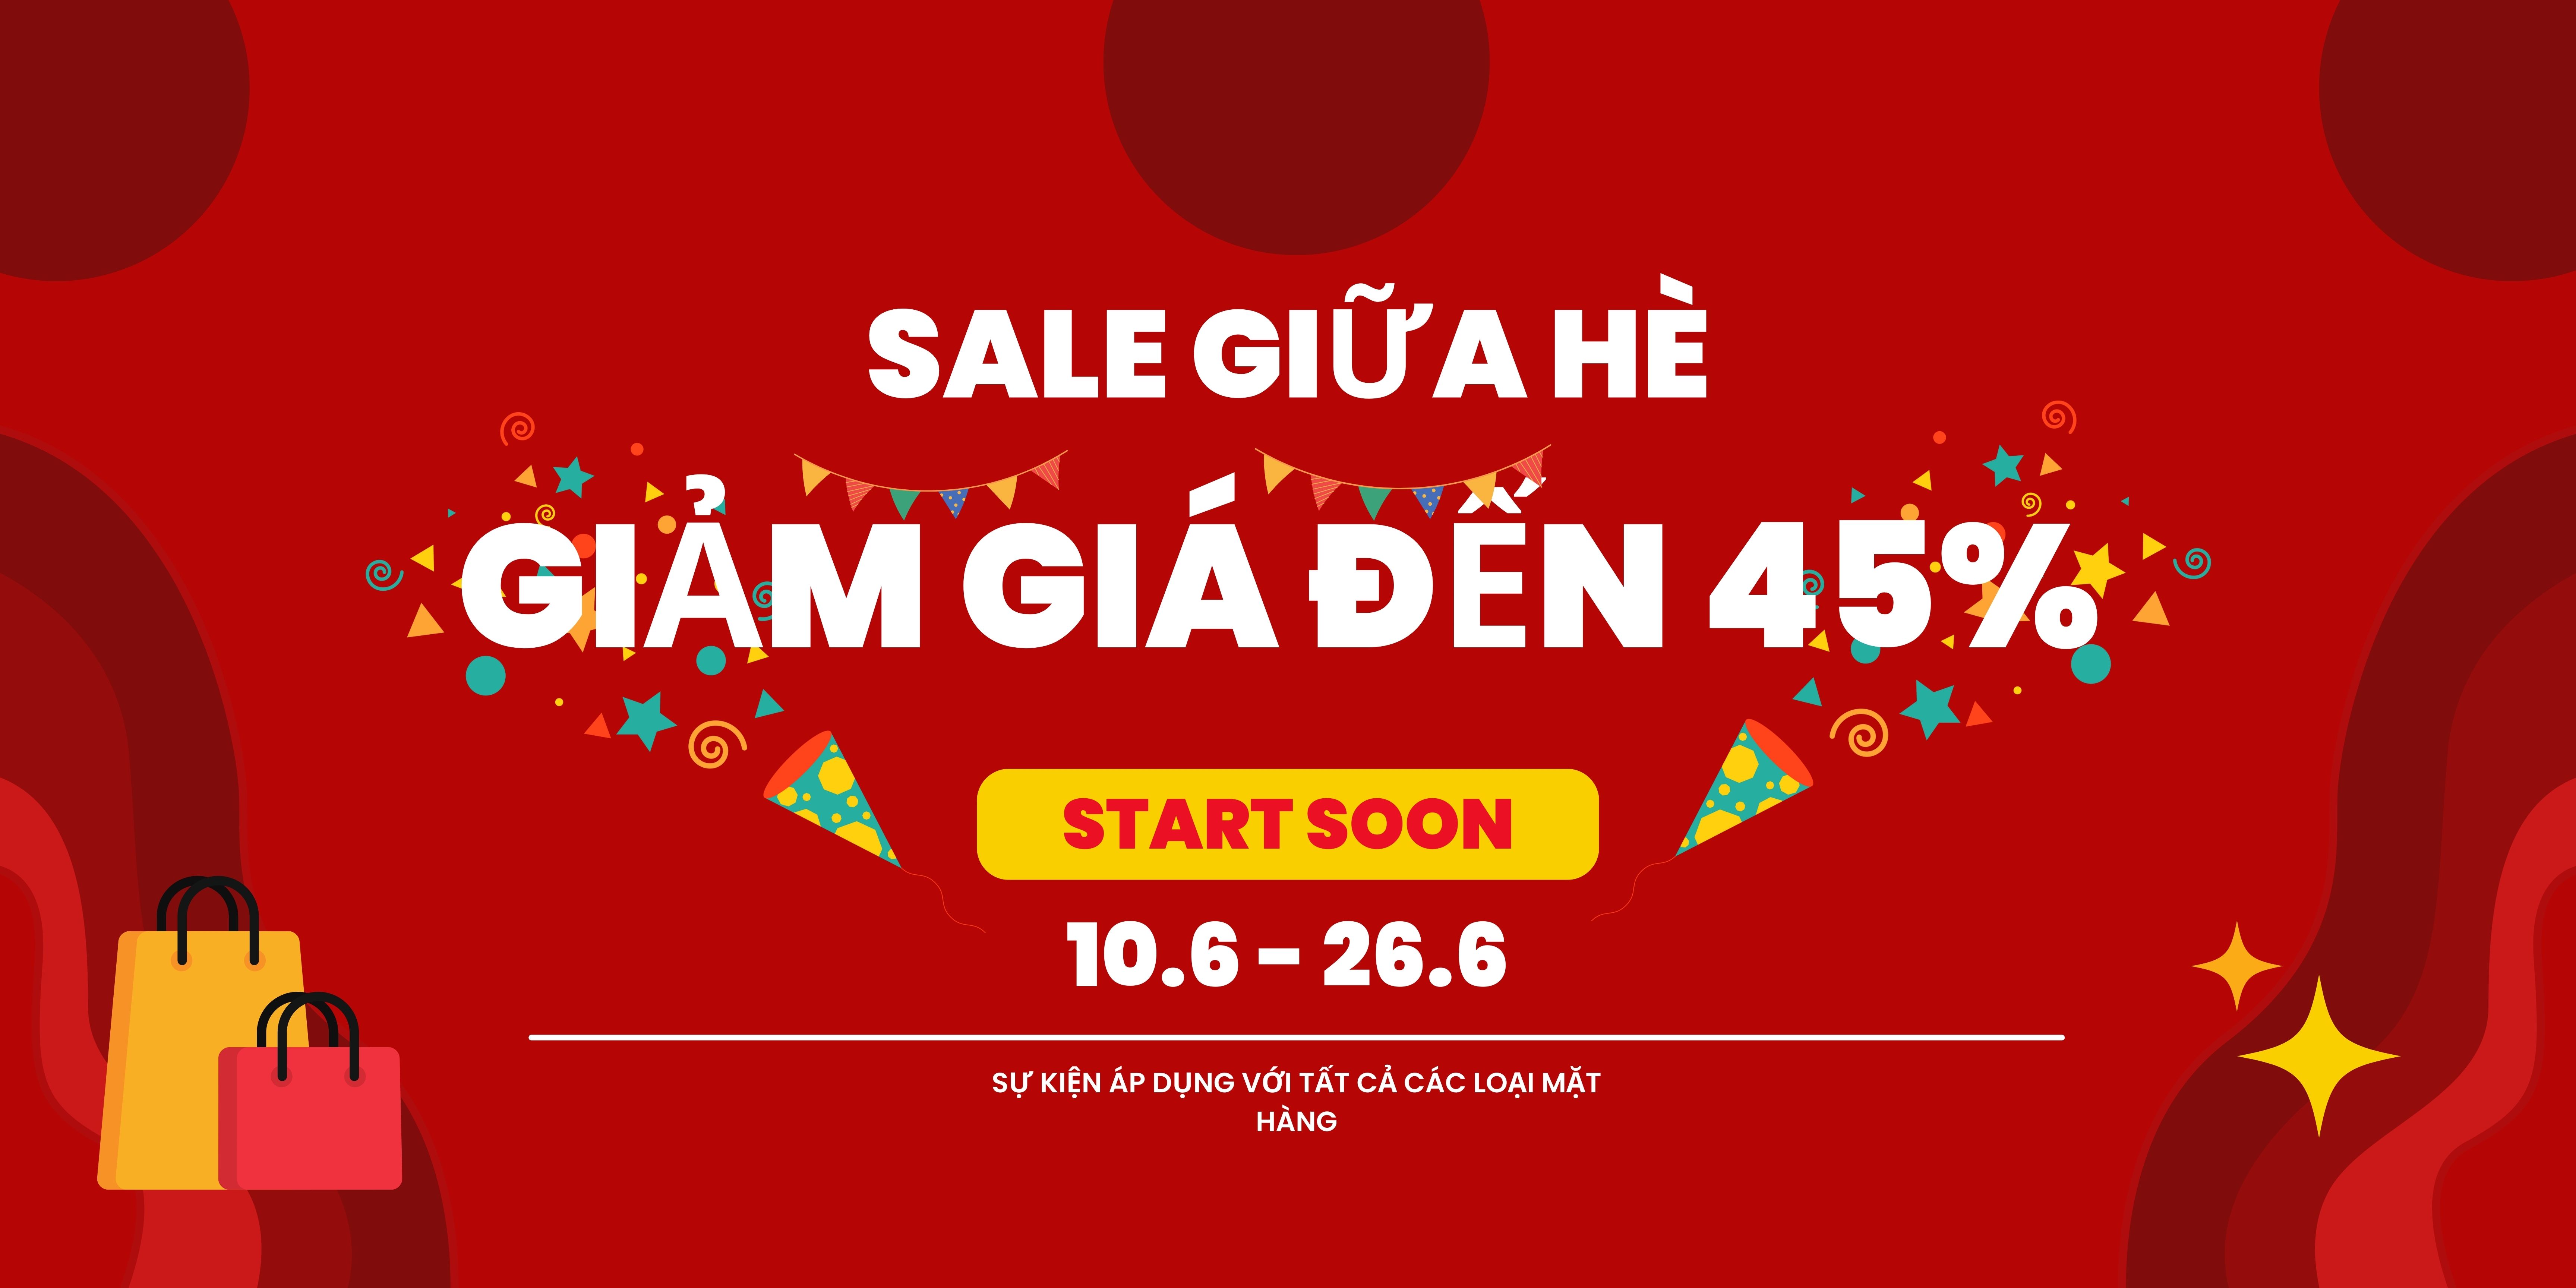 SALE GIỮA HÈ
GIẢM GIÁ ĐẾN 45%
START SOON
10.6 - 26.6
SỰ KIỆN ÁP DỤNG VỚI TẤT CẢ CÁC LOẠI MẶT
HÀNG